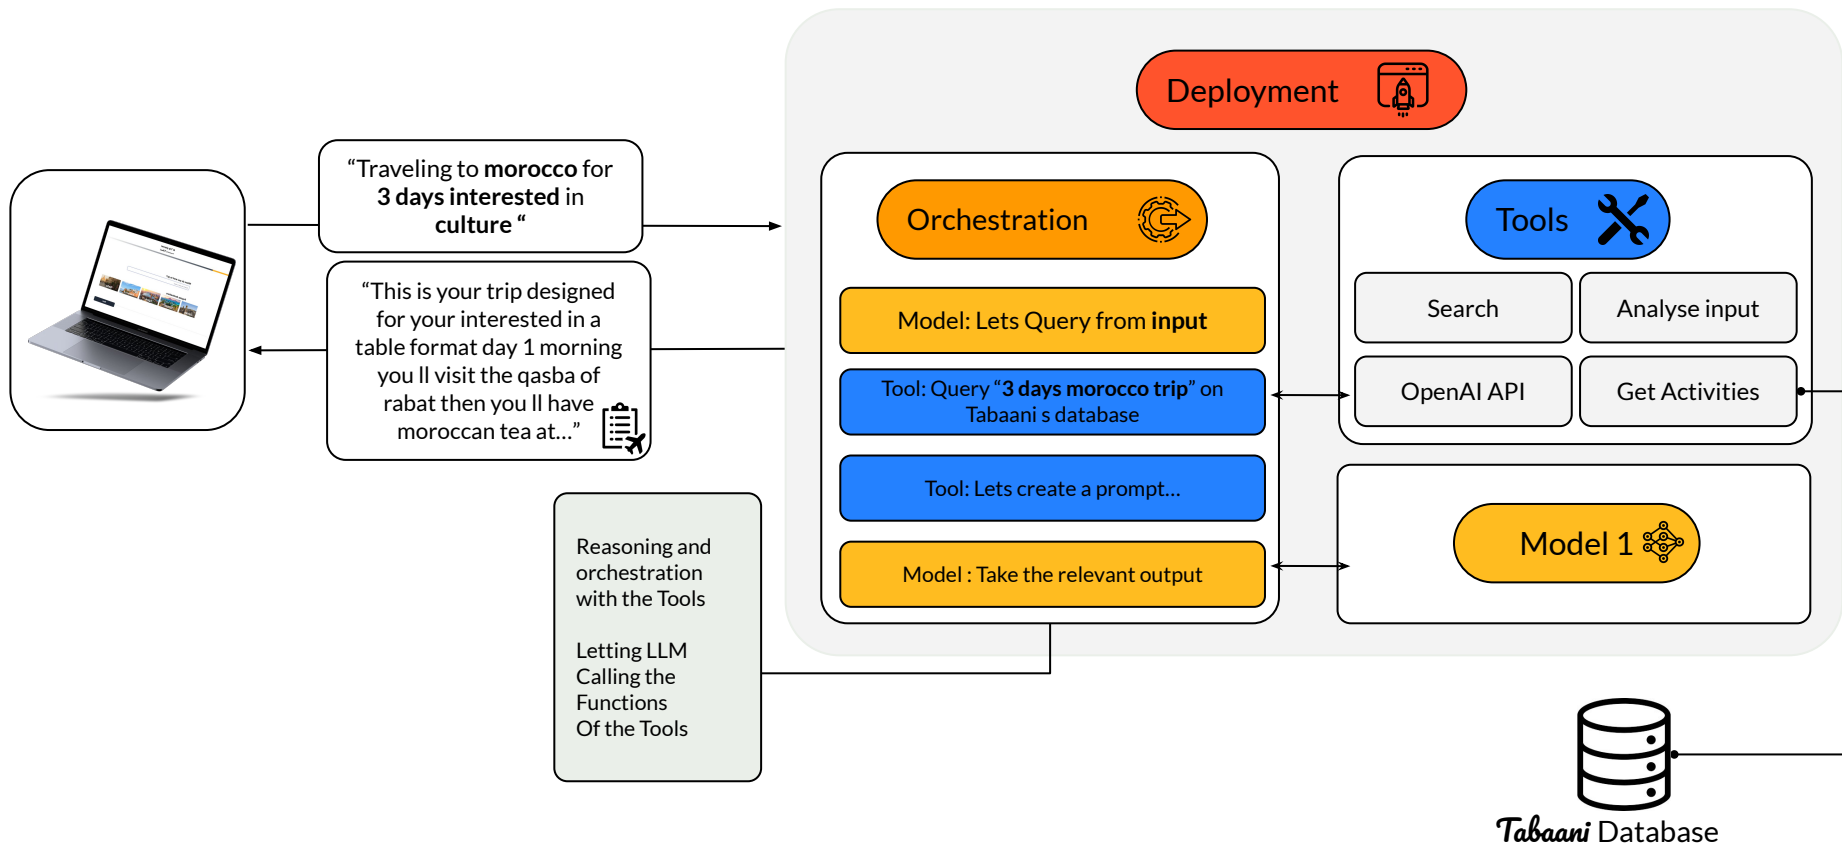 Deployment
“Traveling to morocco for
3 days interested in
culture “
“This is your trip designed
for your interested in a
table format day 1 morning
you ll visit the qasba of
rabat then you ll have
moroccan tea at...”
Orchestration
Model: Lets Query from input
Tool: Query “3 days morocco trip” on
Tabaani s database
Tool: Lets create a prompt...
Model : Take the relevant output
Tools
Search
Analyse input
OpenAI API
Get Activities
Model 1
Reasoning and
orchestration
with the Tools
Letting LLM
Calling the
Functions
Of the Tools
Tabaani Database